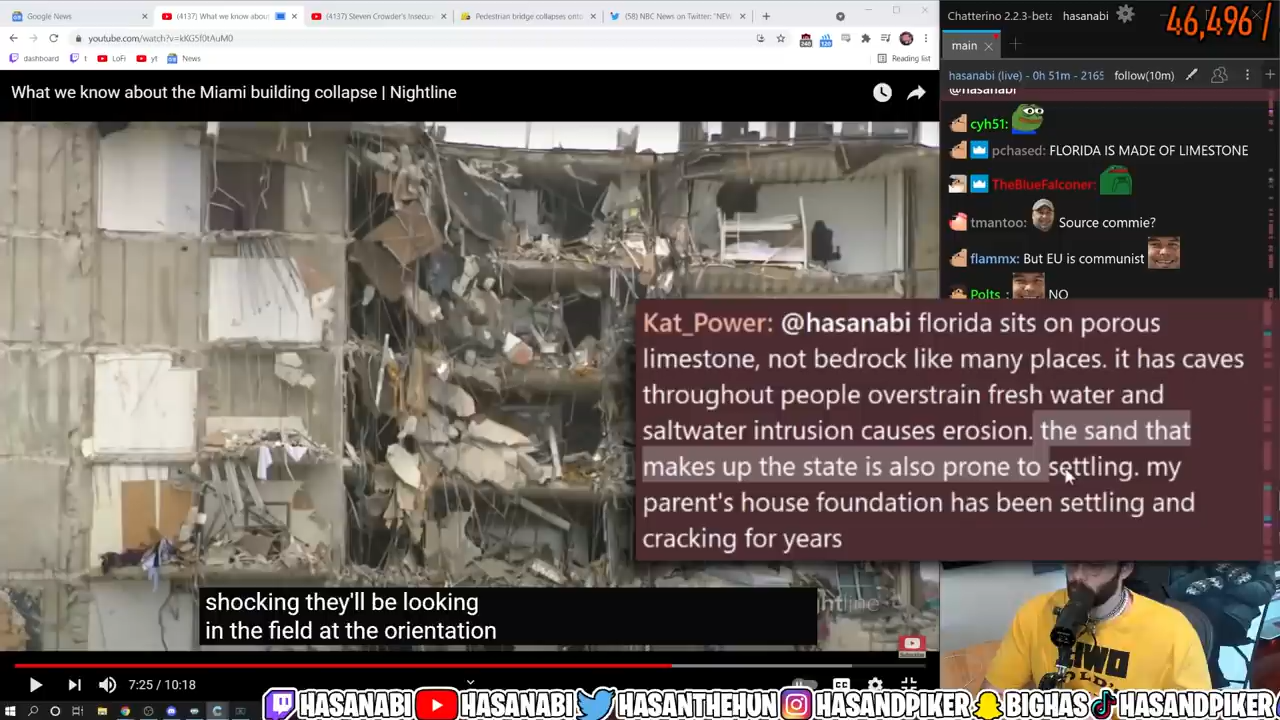 Google News
(4137) What we know about
(4137) Steven Crowder's Insecur
Pedestrian bridge collapses onto
(58) NBC News on Twitter: "NEW
youtube.com/watch?v=kKG5f0tAuM0
dashboard
t
LoFi
yt
News
Reading list
What we know about the Miami building collapse | Nightline
shocking they'll be looking
in the field at the orientation
7:25 / 10:18
Chatterino 2.2.3-beta
hasanabi
46,496 /
main
hasanabi (live) - 0h 51m - 2165
follow(10m)
@hasanabi
cyh51:
pchased: FLORIDA IS MADE OF LIMESTONE
TheBlueFalconer:
tmantoo: Source commie?
flammx: But EU is communist
Polts : NO
Kat_Power: @hasanabi florida sits on porous
limestone, not bedrock like many places. it has caves
throughout people overstrain fresh water and
saltwater intrusion causes erosion. the sand that
makes up the state is also prone to settling. my
parent's house foundation has been settling and
cracking for years
HASANABI HASANABI HASANTHEHUN HASANDPIKER BIGHAS HASANDPIKER